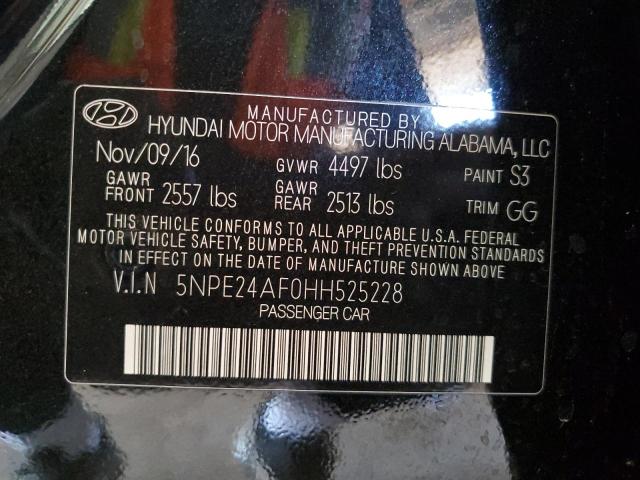 MANUFACTURED BY
HYUNDAI MOTOR MANUFACTURING ALABAMA, LLC
Nov/09/16 GVWR 4497 lbs PAINT S3
GAWR FRONT 2557 lbs GAWR REAR 2513 lbs TRIM GG
THIS VEHICLE CONFORMS TO ALL APPLICABLE U.S.A. FEDERAL
MOTOR VEHICLE SAFETY, BUMPER, AND THEFT PREVENTION STANDARDS
IN EFFECT ON THE DATE OF MANUFACTURE SHOWN ABOVE
V.I.N 5NPE24AF0HH525228
PASSENGER CAR